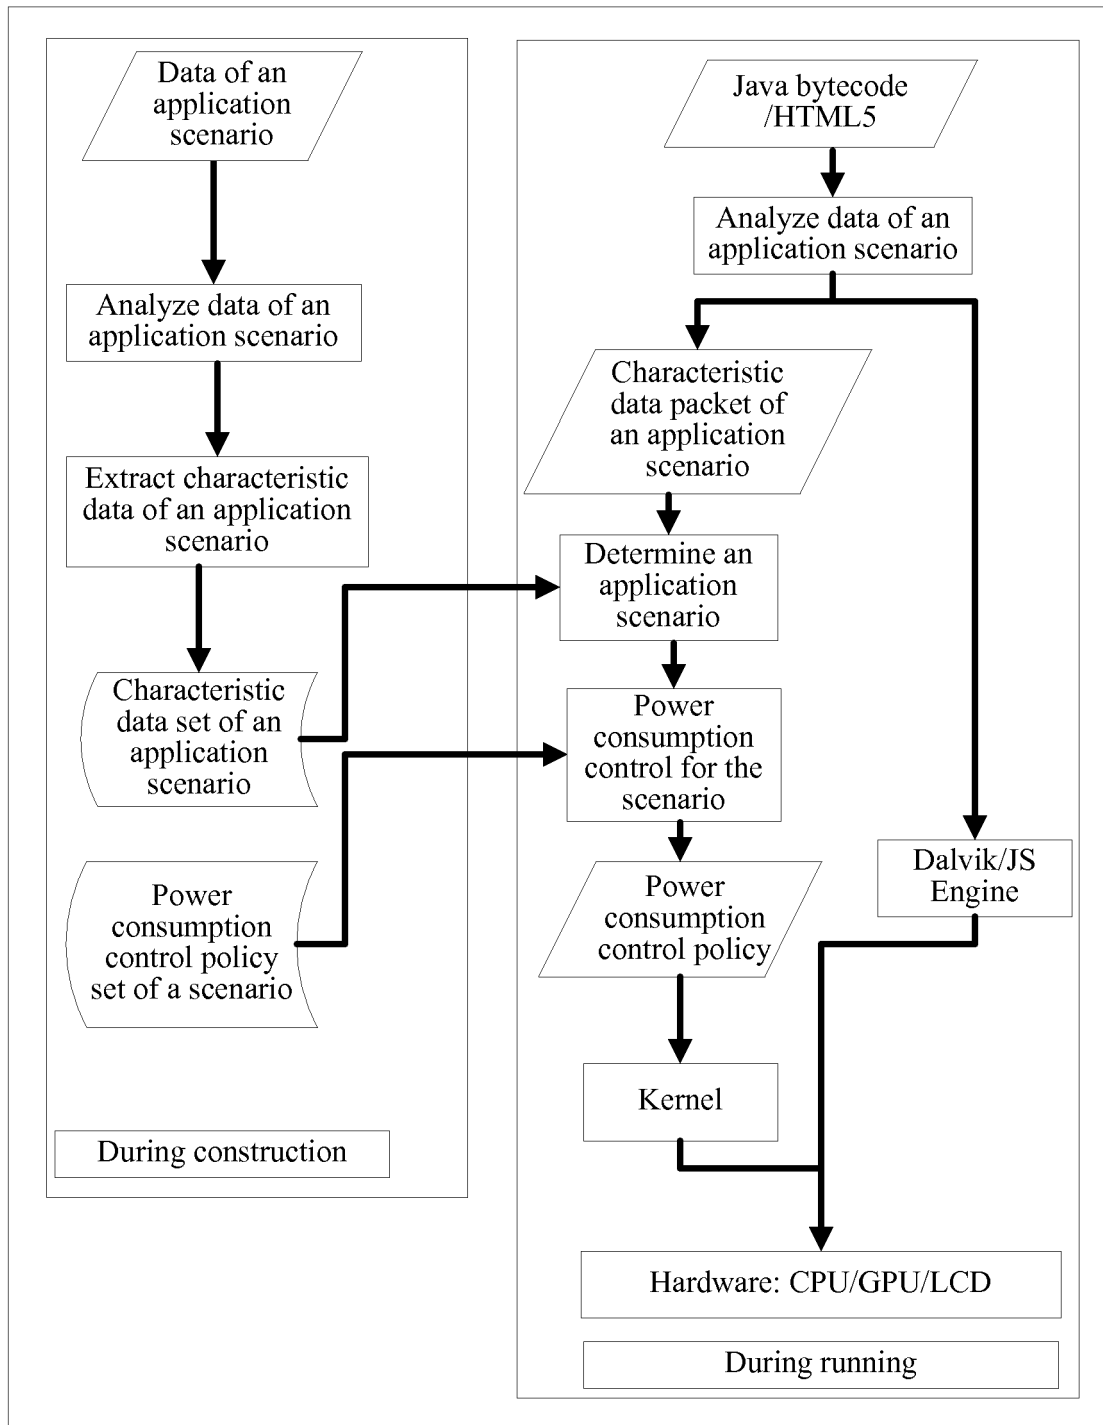 Data of an
application
scenario
Analyze data of an
application scenario
Extract characteristic
data of an application
scenario
Characteristic
data set of an
application
scenario
Power
consumption
control policy
set of a scenario
During construction
Java bytecode
/HTML5
Analyze data of an
application scenario
Characteristic
data packet of
an application
scenario
Determine an
application
scenario
Power
consumption
control for the
scenario
Power
consumption
control policy
Dalvik/JS
Engine
Kernel
Hardware: CPU/GPU/LCD
During running